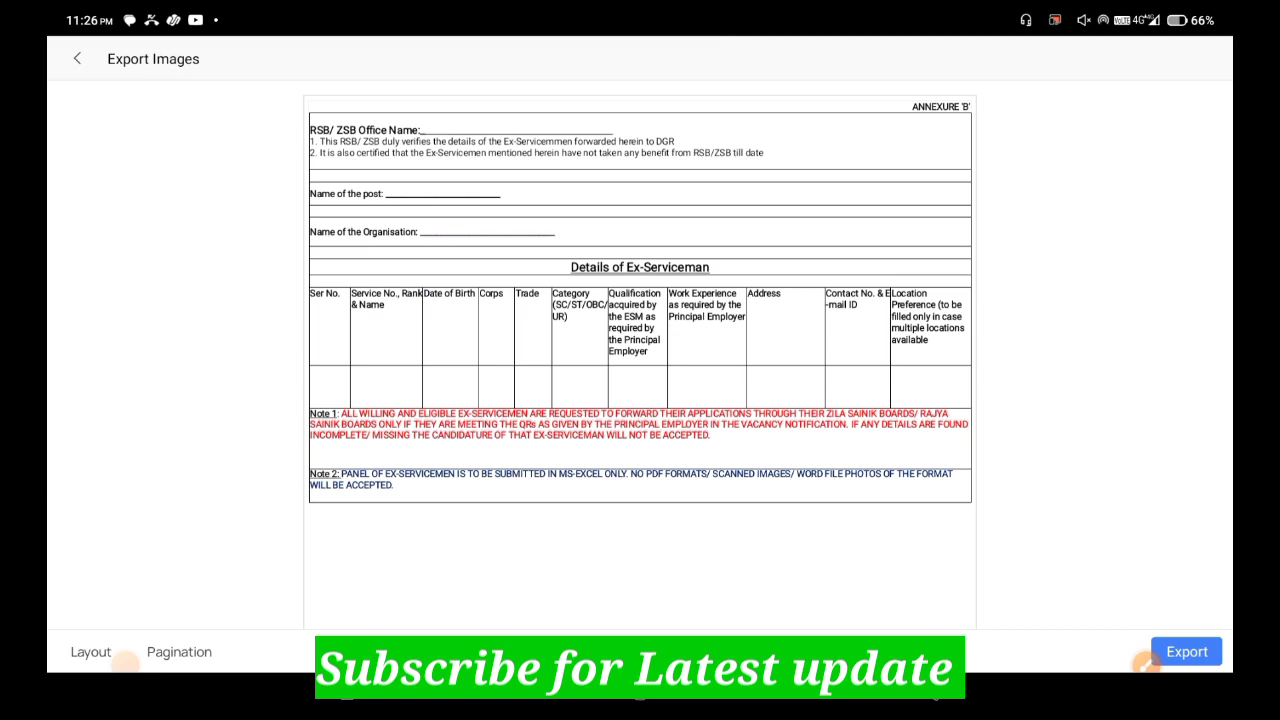 11:26 PM
4G 66%
Export Images
ANNEXURE 'B'
RSB/ ZSB Office Name:
1. This RSB/ ZSB duly verifies the details of the Ex-Servicemmen forwarded herein to DGR
2. It is also certified that the Ex-Servicemen mentioned herein have not taken any benefit from RSB/ZSB till date
Name of the post:
Name of the Organisation:
Details of Ex-Serviceman
Ser No.
Service No., Rank
& Name
Date of Birth
Corps
Trade
Category
(SC/ST/OBC/
UR)
Qualification
acquired by
the ESM as
required by
the Principal
Employer
Work Experience
as required by the
Principal Employer
Address
Contact No. & E
-mail ID
Location
Preference (to be
filled only in case
multiple locations
available
Note 1: ALL WILLING AND ELIGIBLE EX-SERVICEMEN ARE REQUESTED TO FORWARD THEIR APPLICATIONS THROUGH THEIR ZILA SAINIK BOARDS/ RAJYA
SAINIK BOARDS ONLY IF THEY ARE MEETING THE QRs AS GIVEN BY THE PRINCIPAL EMPLOYER IN THE VACANCY NOTIFICATION. IF ANY DETAILS ARE FOUND
INCOMPLETE/ MISSING THE CANDIDATURE OF THAT EX-SERVICEMAN WILL NOT BE ACCEPTED.
Note 2: PANEL OF EX-SERVICEMEN IS TO BE SUBMITTED IN MS-EXCEL ONLY. NO PDF FORMATS/ SCANNED IMAGES/ WORD FILE PHOTOS OF THE FORMAT
WILL BE ACCEPTED.
Layout
Pagination
Export
Subscribe for Latest update